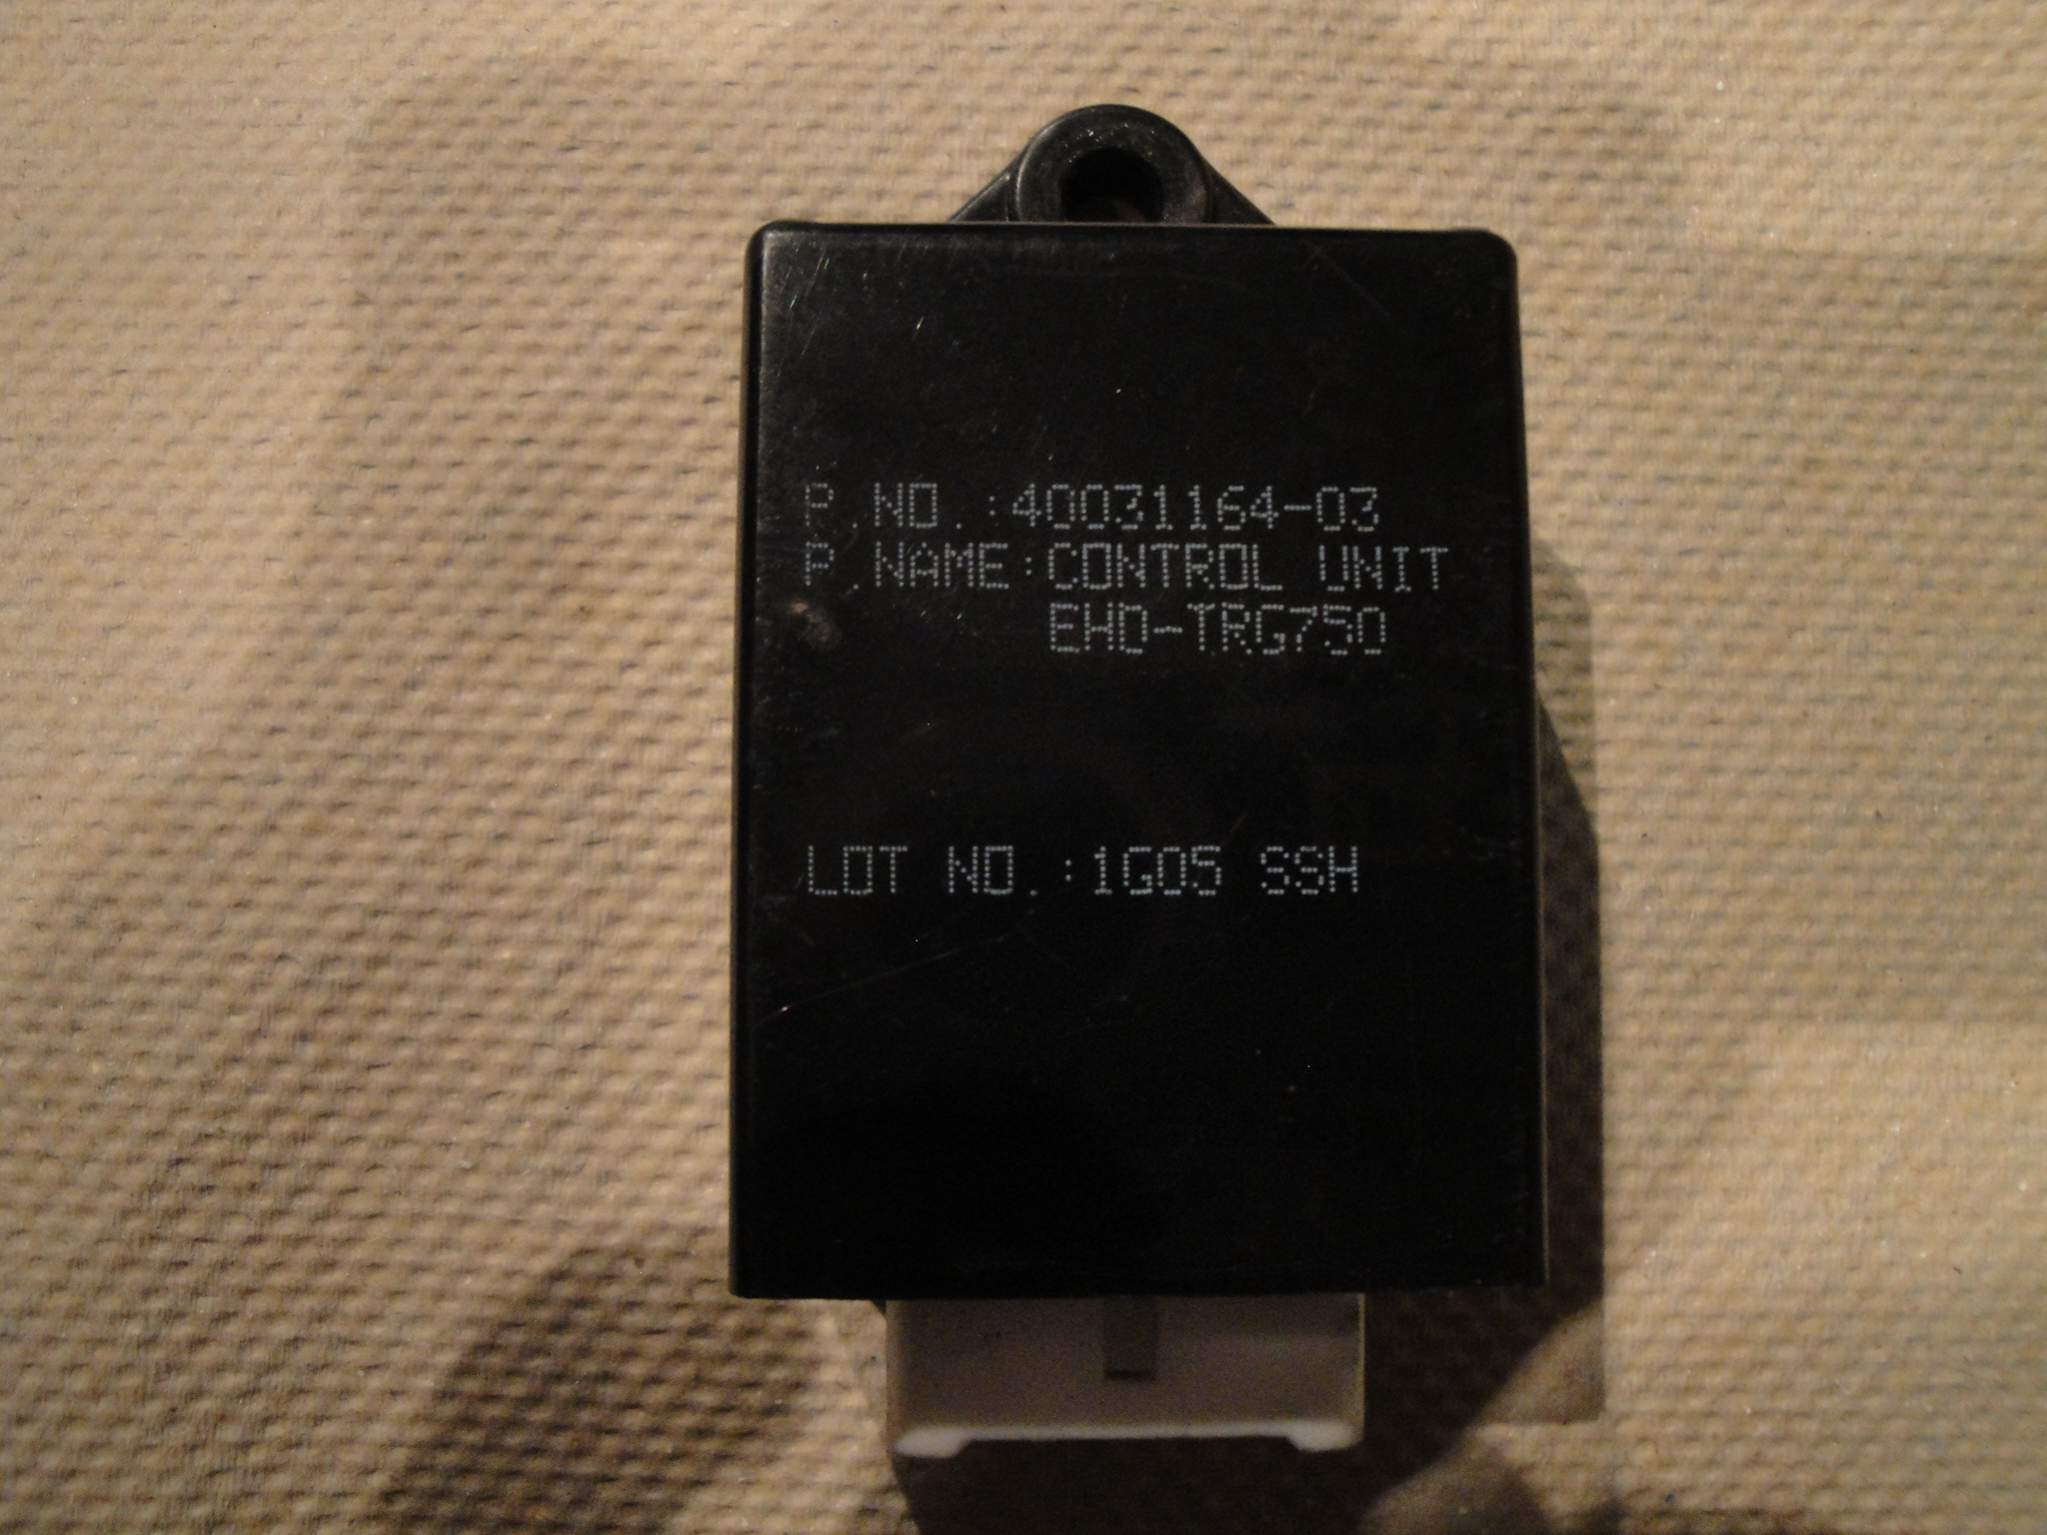 P.NO.:40031164-03
P.NAME:CONTROL UNIT
EHD-TRG750
LOT NO.:1G05 SSH